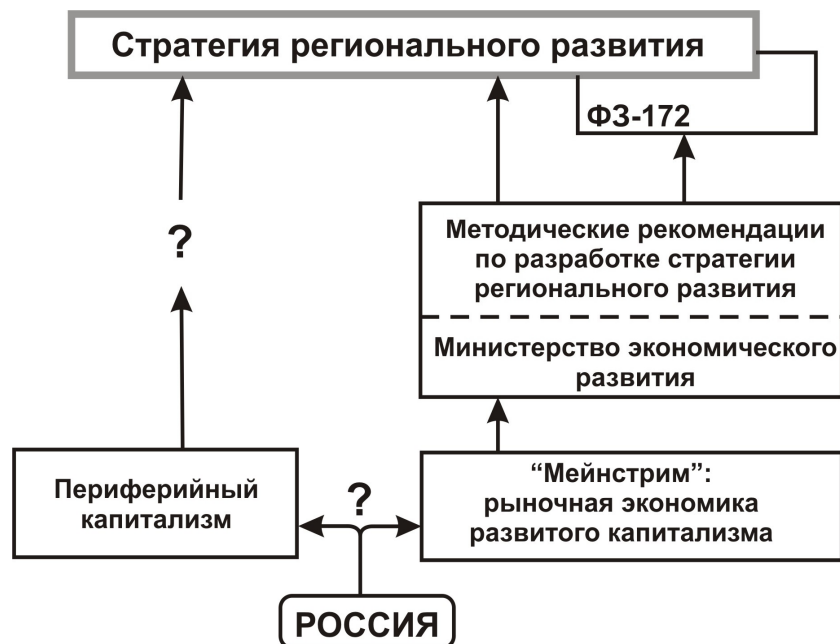 Стратегия регионального развития
ФЗ-172
?
Методические рекомендации
по разработке стратегии
регионального развития
Министерство экономического
развития
Периферийный
капитализм
?
“Мейнстрим”:
рыночная экономика
развитого капитализма
РОССИЯ